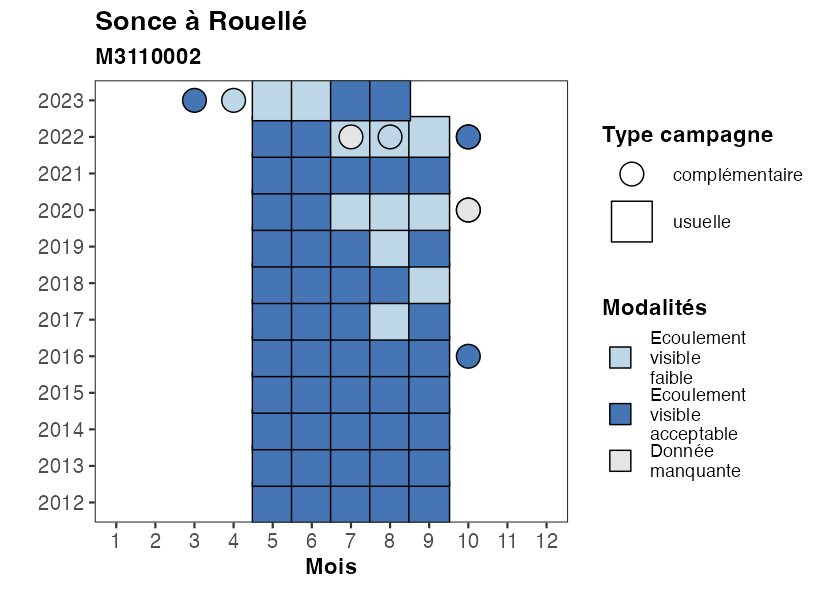 Sonce à Rouellé
M3110002
2023
2022
2021
2020
2019
2018
2017
2016
2015
2014
2013
2012
1 2 3 4 5 6 7 8 9 10 11 12
Mois
Type campagne
complémentaire
usuelle
Modalités
Ecoulement
visible
faible
Ecoulement
visible
acceptable
Donnée
manquante